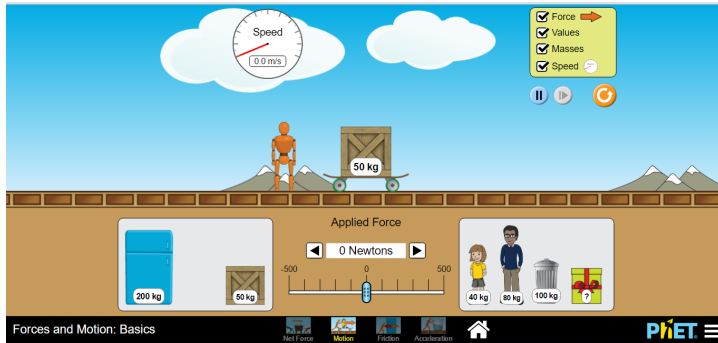 Speed
0.0 m/s
Force
Values
Masses
Speed
50 kg
Applied Force
0 Newtons
-500 0 500
200 kg
50 kg
40 kg
80 kg
100 kg
?
Forces and Motion: Basics
Net Force
Motion
Friction
Acceleration
PhET